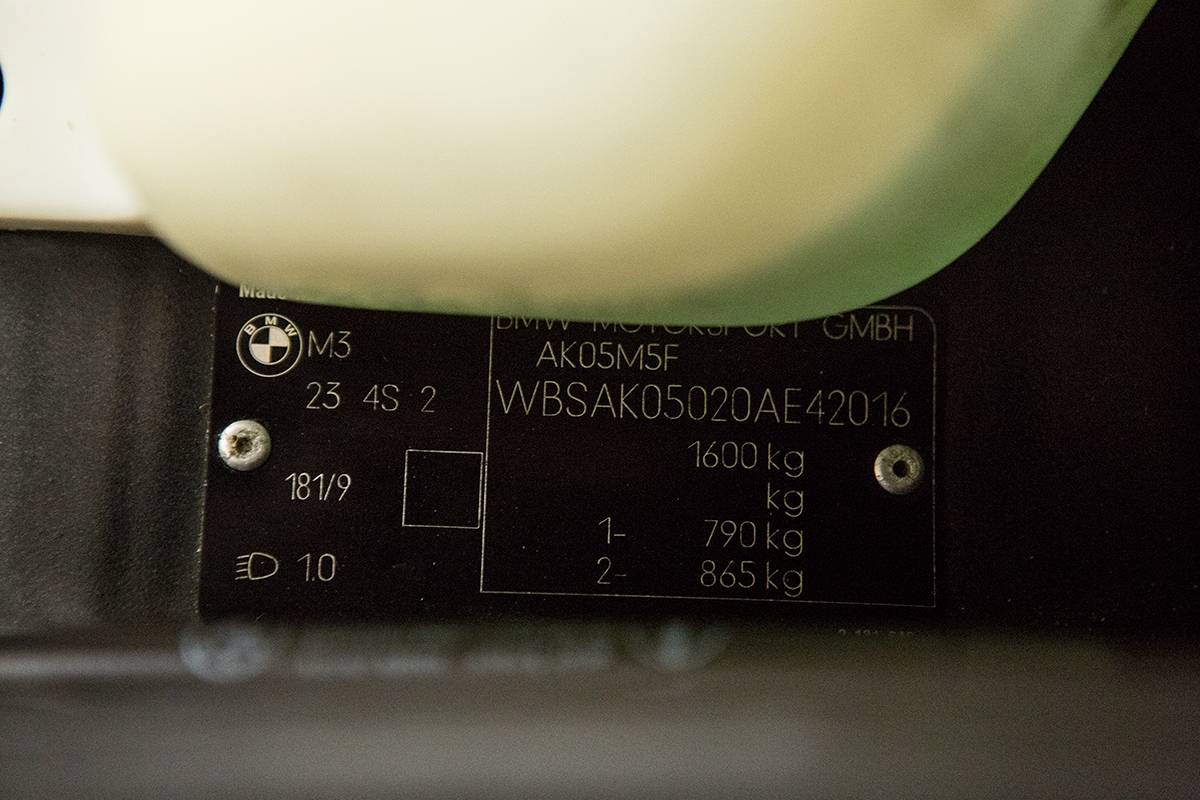 BMW MOTORSPORT GMBH
BMW
M3
AK05M5F
23 4S 2
WBSAK05020AE42016
1600 kg
181/9
kg
1- 790 kg
1.0
2- 865 kg